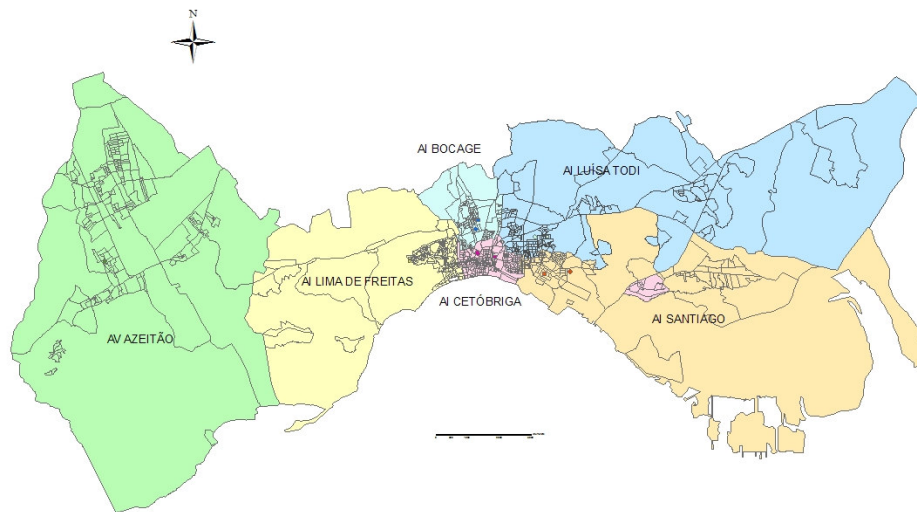 N
AI BOCAGE
AI LUÍSA TODI
AI LIMA DE FREITAS
AI CETÓBRIGA
AI SANTIAGO
AV AZEITÃO